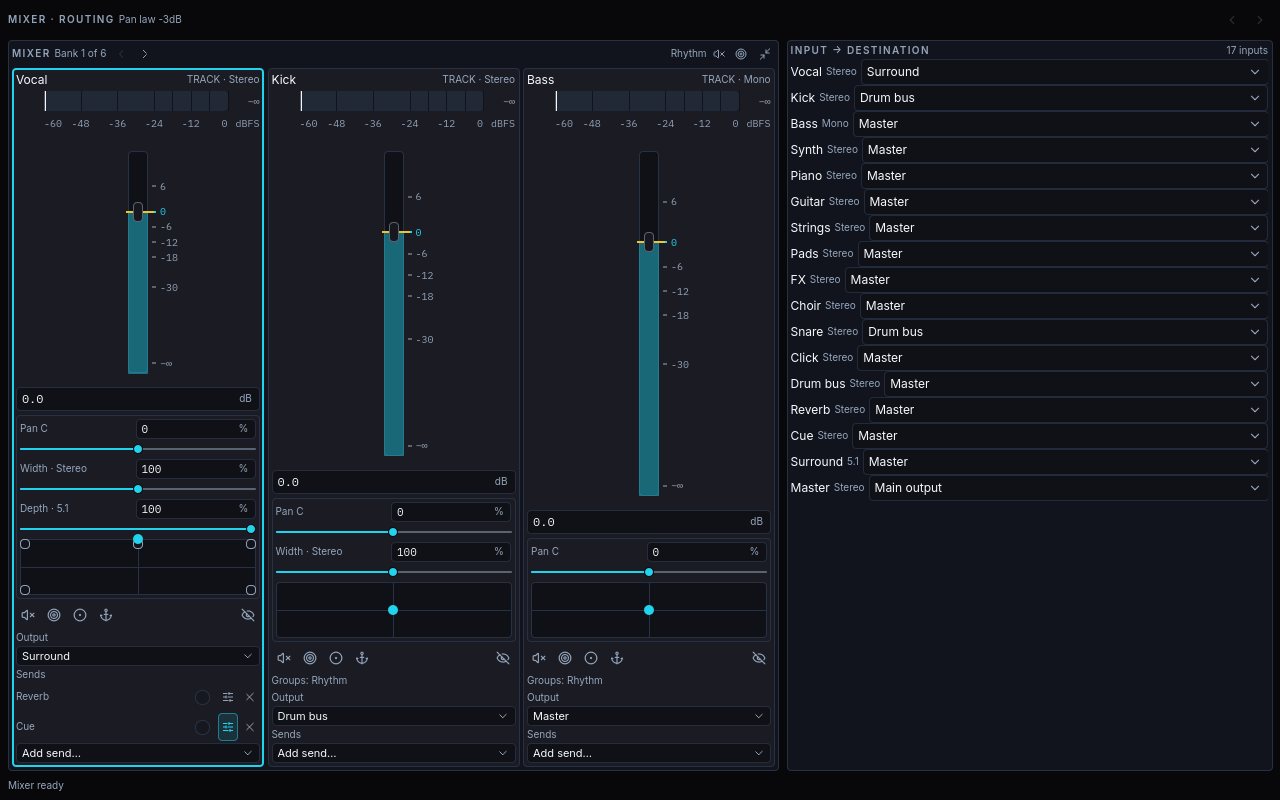 MIXER · ROUTING Pan law -3dB
MIXER Bank 1 of 6 Rhythm
Vocal TRACK · Stereo
−∞
-60 -48 -36 -24 -12 0 dBFS
6
0
-6
-12
-18
-30
−∞
0.0 dB
Pan C 0 %
Width · Stereo 100 %
Depth · 5.1 100 %
Output
Surround
Sends
Reverb
Cue
Add send...
Kick TRACK · Stereo
−∞
-60 -48 -36 -24 -12 0 dBFS
6
0
-6
-12
-18
-30
−∞
0.0 dB
Pan C 0 %
Width · Stereo 100 %
Groups: Rhythm
Output
Drum bus
Sends
Add send...
Bass TRACK · Mono
−∞
-60 -48 -36 -24 -12 0 dBFS
6
0
-6
-12
-18
-30
−∞
0.0 dB
Pan C 0 %
Groups: Rhythm
Output
Master
Sends
Add send...
INPUT → DESTINATION 17 inputs
Vocal Stereo Surround
Kick Stereo Drum bus
Bass Mono Master
Synth Stereo Master
Piano Stereo Master
Guitar Stereo Master
Strings Stereo Master
Pads Stereo Master
FX Stereo Master
Choir Stereo Master
Snare Stereo Drum bus
Click Stereo Master
Drum bus Stereo Master
Reverb Stereo Master
Cue Stereo Master
Surround 5.1 Master
Master Stereo Main output
Mixer ready